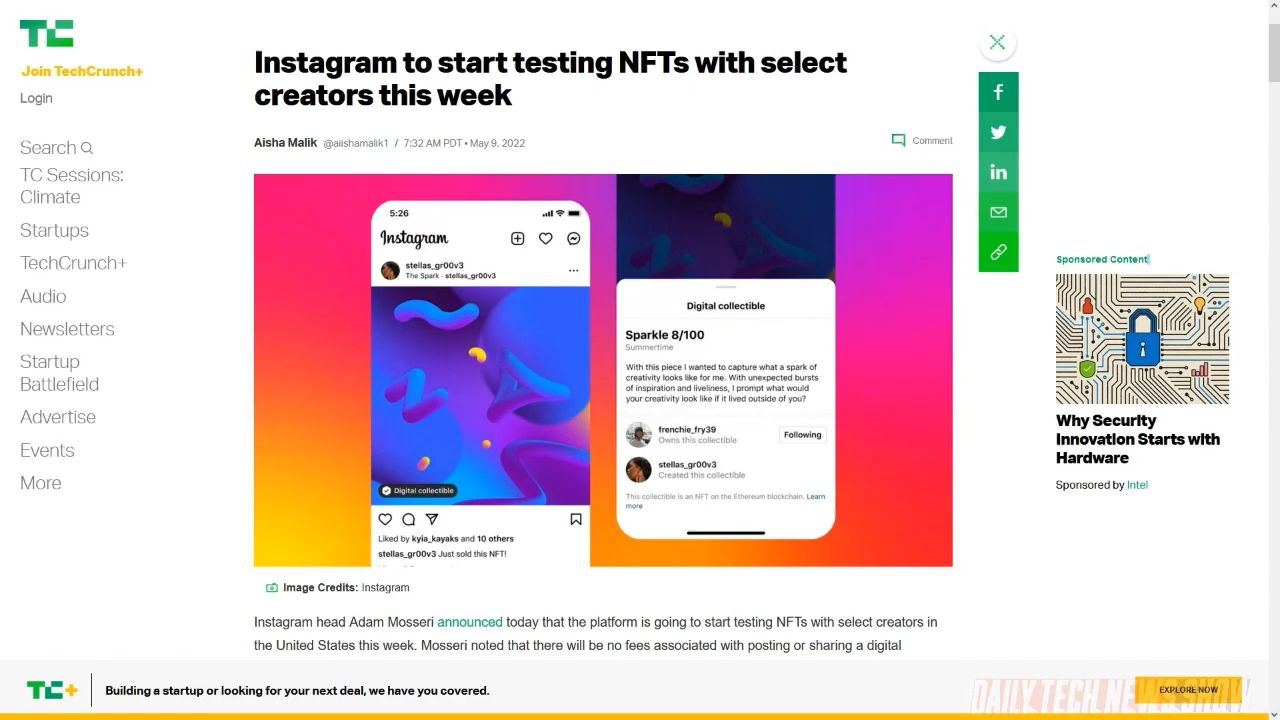 TC
Join TechCrunch+
Login
Search
TC Sessions:
Climate
Startups
TechCrunch+
Audio
Newsletters
Startup
Battlefield
Advertise
Events
More
Instagram to start testing NFTs with select
creators this week
Aisha Malik @aiishamalik1 / 7:32 AM PDT • May 9, 2022
Comment
5:26
Instagram
stellas_gr00v3
The Spark · stellas_gr00v3
Digital collectible
Liked by kyia_kayaks and 10 others
stellas_gr00v3 Just sold this NFT!
Digital collectible
Sparkle 8/100
Summertime
With this piece I wanted to capture what a spark of
creativity looks like for me. With unexpected bursts
of inspiration and liveliness, I prompt what would
your creativity look like if it lived outside of you?
frenchie_fry39
Owns this collectible
Following
stellas_gr00v3
Created this collectible
This collectible is an NFT on the Ethereum blockchain. Learn
more
Image Credits: Instagram
Instagram head Adam Mosseri announced today that the platform is going to start testing NFTs with select creators in
the United States this week. Mosseri noted that there will be no fees associated with posting or sharing a digital
f
in
Sponsored Content
Why Security
Innovation Starts with
Hardware
Sponsored by Intel
TC+
Building a startup or looking for your next deal, we have you covered.
EXPLORE NOW
DAILY TECH NEWS SHOW